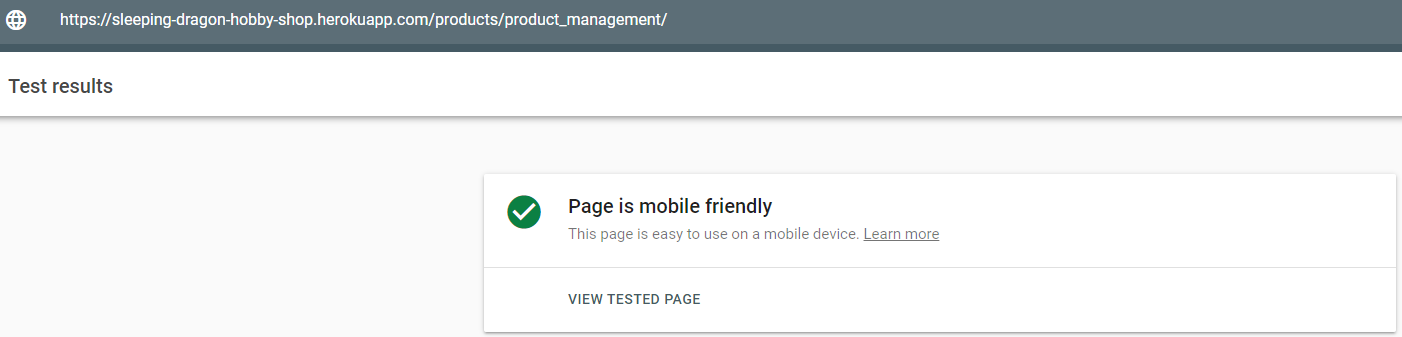 https://sleeping-dragon-hobby-shop.herokuapp.com/products/product_management/
Test results
Page is mobile friendly
This page is easy to use on a mobile device. Learn more
VIEW TESTED PAGE